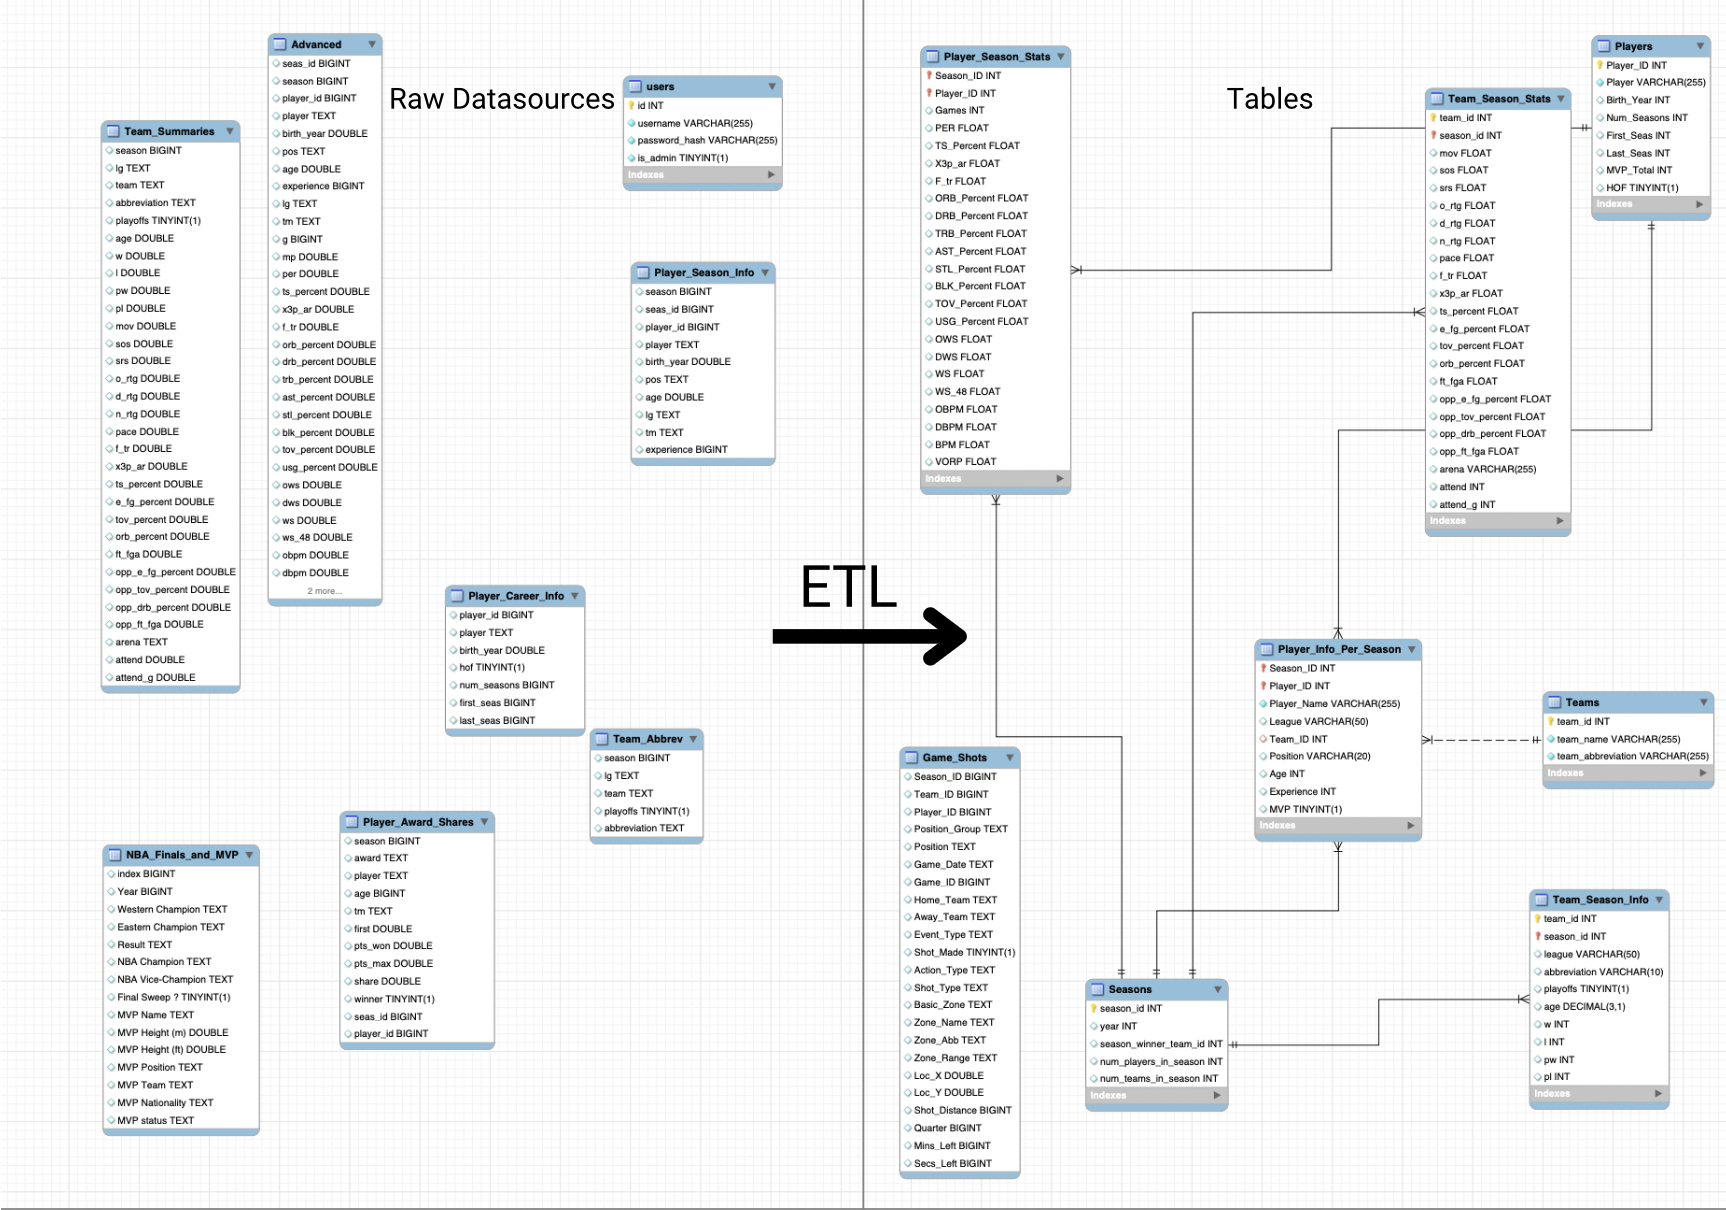 Raw Datasources
Team_Summaries
season BIGINT
lg TEXT
team TEXT
abbreviation TEXT
playoffs TINYINT(1)
age DOUBLE
w DOUBLE
l DOUBLE
pw DOUBLE
pl DOUBLE
mov DOUBLE
sos DOUBLE
srs DOUBLE
o_rtg DOUBLE
d_rtg DOUBLE
n_rtg DOUBLE
pace DOUBLE
f_tr DOUBLE
x3p_ar DOUBLE
ts_percent DOUBLE
e_fg_percent DOUBLE
tov_percent DOUBLE
orb_percent DOUBLE
ft_fga DOUBLE
opp_e_fg_percent DOUBLE
opp_tov_percent DOUBLE
opp_drb_percent DOUBLE
opp_ft_fga DOUBLE
arena TEXT
attend DOUBLE
attend_g DOUBLE
Advanced
seas_id BIGINT
season BIGINT
player_id BIGINT
player TEXT
birth_year DOUBLE
pos TEXT
age DOUBLE
experience BIGINT
lg TEXT
tm TEXT
g BIGINT
mp DOUBLE
per DOUBLE
ts_percent DOUBLE
x3p_ar DOUBLE
f_tr DOUBLE
orb_percent DOUBLE
drb_percent DOUBLE
trb_percent DOUBLE
ast_percent DOUBLE
stl_percent DOUBLE
blk_percent DOUBLE
tov_percent DOUBLE
usg_percent DOUBLE
ows DOUBLE
dws DOUBLE
ws DOUBLE
ws_48 DOUBLE
obpm DOUBLE
dbpm DOUBLE
2 more...
users
id INT
username VARCHAR(255)
password_hash VARCHAR(255)
is_admin TINYINT(1)
Indexes
Player_Season_Info
season BIGINT
seas_id BIGINT
player_id BIGINT
player TEXT
birth_year DOUBLE
pos TEXT
age DOUBLE
lg TEXT
tm TEXT
experience BIGINT
Player_Career_Info
player_id BIGINT
player TEXT
birth_year DOUBLE
hof TINYINT(1)
num_seasons BIGINT
first_seas BIGINT
last_seas BIGINT
Team_Abbrev
season BIGINT
lg TEXT
team TEXT
playoffs TINYINT(1)
abbreviation TEXT
NBA_Finals_and_MVP
index BIGINT
Year BIGINT
Western Champion TEXT
Eastern Champion TEXT
Result TEXT
NBA Champion TEXT
NBA Vice-Champion TEXT
Final Sweep ? TINYINT(1)
MVP Name TEXT
MVP Height (m) DOUBLE
MVP Height (ft) DOUBLE
MVP Position TEXT
MVP Team TEXT
MVP Nationality TEXT
MVP status TEXT
Player_Award_Shares
season BIGINT
award TEXT
player TEXT
age BIGINT
tm TEXT
first DOUBLE
pts_won DOUBLE
pts_max DOUBLE
share DOUBLE
winner TINYINT(1)
seas_id BIGINT
player_id BIGINT
ETL
Tables
Player_Season_Stats
Season_ID INT
Player_ID INT
Games INT
PER FLOAT
TS_Percent FLOAT
X3p_ar FLOAT
F_tr FLOAT
ORB_Percent FLOAT
DRB_Percent FLOAT
TRB_Percent FLOAT
AST_Percent FLOAT
STL_Percent FLOAT
BLK_Percent FLOAT
TOV_Percent FLOAT
USG_Percent FLOAT
OWS FLOAT
DWS FLOAT
WS FLOAT
WS_48 FLOAT
OBPM FLOAT
DBPM FLOAT
BPM FLOAT
VORP FLOAT
Indexes
Team_Season_Stats
team_id INT
season_id INT
mov FLOAT
sos FLOAT
srs FLOAT
o_rtg FLOAT
d_rtg FLOAT
n_rtg FLOAT
pace FLOAT
f_tr FLOAT
x3p_ar FLOAT
ts_percent FLOAT
e_fg_percent FLOAT
tov_percent FLOAT
orb_percent FLOAT
ft_fga FLOAT
opp_e_fg_percent FLOAT
opp_tov_percent FLOAT
opp_drb_percent FLOAT
opp_ft_fga FLOAT
arena VARCHAR(255)
attend INT
attend_g INT
Indexes
Players
Player_ID INT
Player VARCHAR(255)
Birth_Year INT
Num_Seasons INT
First_Seas INT
Last_Seas INT
MVP_Total INT
HOF TINYINT(1)
Indexes
Player_Info_Per_Season
Season_ID INT
Player_ID INT
Player_Name VARCHAR(255)
League VARCHAR(50)
Team_ID INT
Position VARCHAR(20)
Age INT
Experience INT
MVP TINYINT(1)
Indexes
Teams
team_id INT
team_name VARCHAR(255)
team_abbreviation VARCHAR(255)
Indexes
Game_Shots
Season_ID BIGINT
Team_ID BIGINT
Player_ID BIGINT
Position_Group TEXT
Position TEXT
Game_Date TEXT
Game_ID BIGINT
Home_Team TEXT
Away_Team TEXT
Event_Type TEXT
Shot_Made TINYINT(1)
Action_Type TEXT
Shot_Type TEXT
Basic_Zone TEXT
Zone_Name TEXT
Zone_Abb TEXT
Zone_Range TEXT
Loc_X DOUBLE
Loc_Y DOUBLE
Shot_Distance BIGINT
Quarter BIGINT
Mins_Left BIGINT
Secs_Left BIGINT
Seasons
season_id INT
year INT
season_winner_team_id INT
num_players_in_season INT
num_teams_in_season INT
Indexes
Team_Season_Info
team_id INT
season_id INT
league VARCHAR(50)
abbreviation VARCHAR(10)
playoffs TINYINT(1)
age DECIMAL(3,1)
w INT
l INT
pw INT
pl INT
Indexes